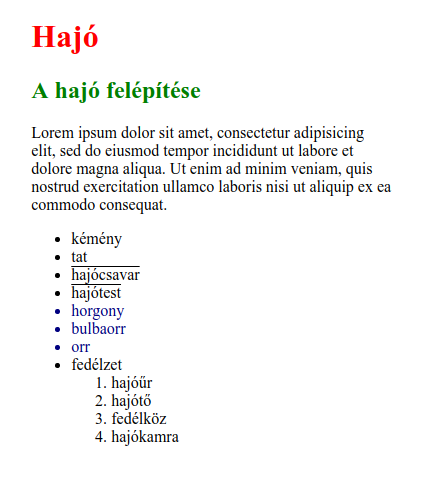 Hajó
A hajó felépítése
Lorem ipsum dolor sit amet, consectetur adipisicing
elit, sed do eiusmod tempor incididunt ut labore et
dolore magna aliqua. Ut enim ad minim veniam, quis
nostrud exercitation ullamco laboris nisi ut aliquip ex ea
commodo consequat.
• kémény
• tat
• hajócsavar
• hajótest
• horgony
• bulbaorr
• orr
• fedélzet
1. hajóűr
2. hajótő
3. fedélköz
4. hajókamra